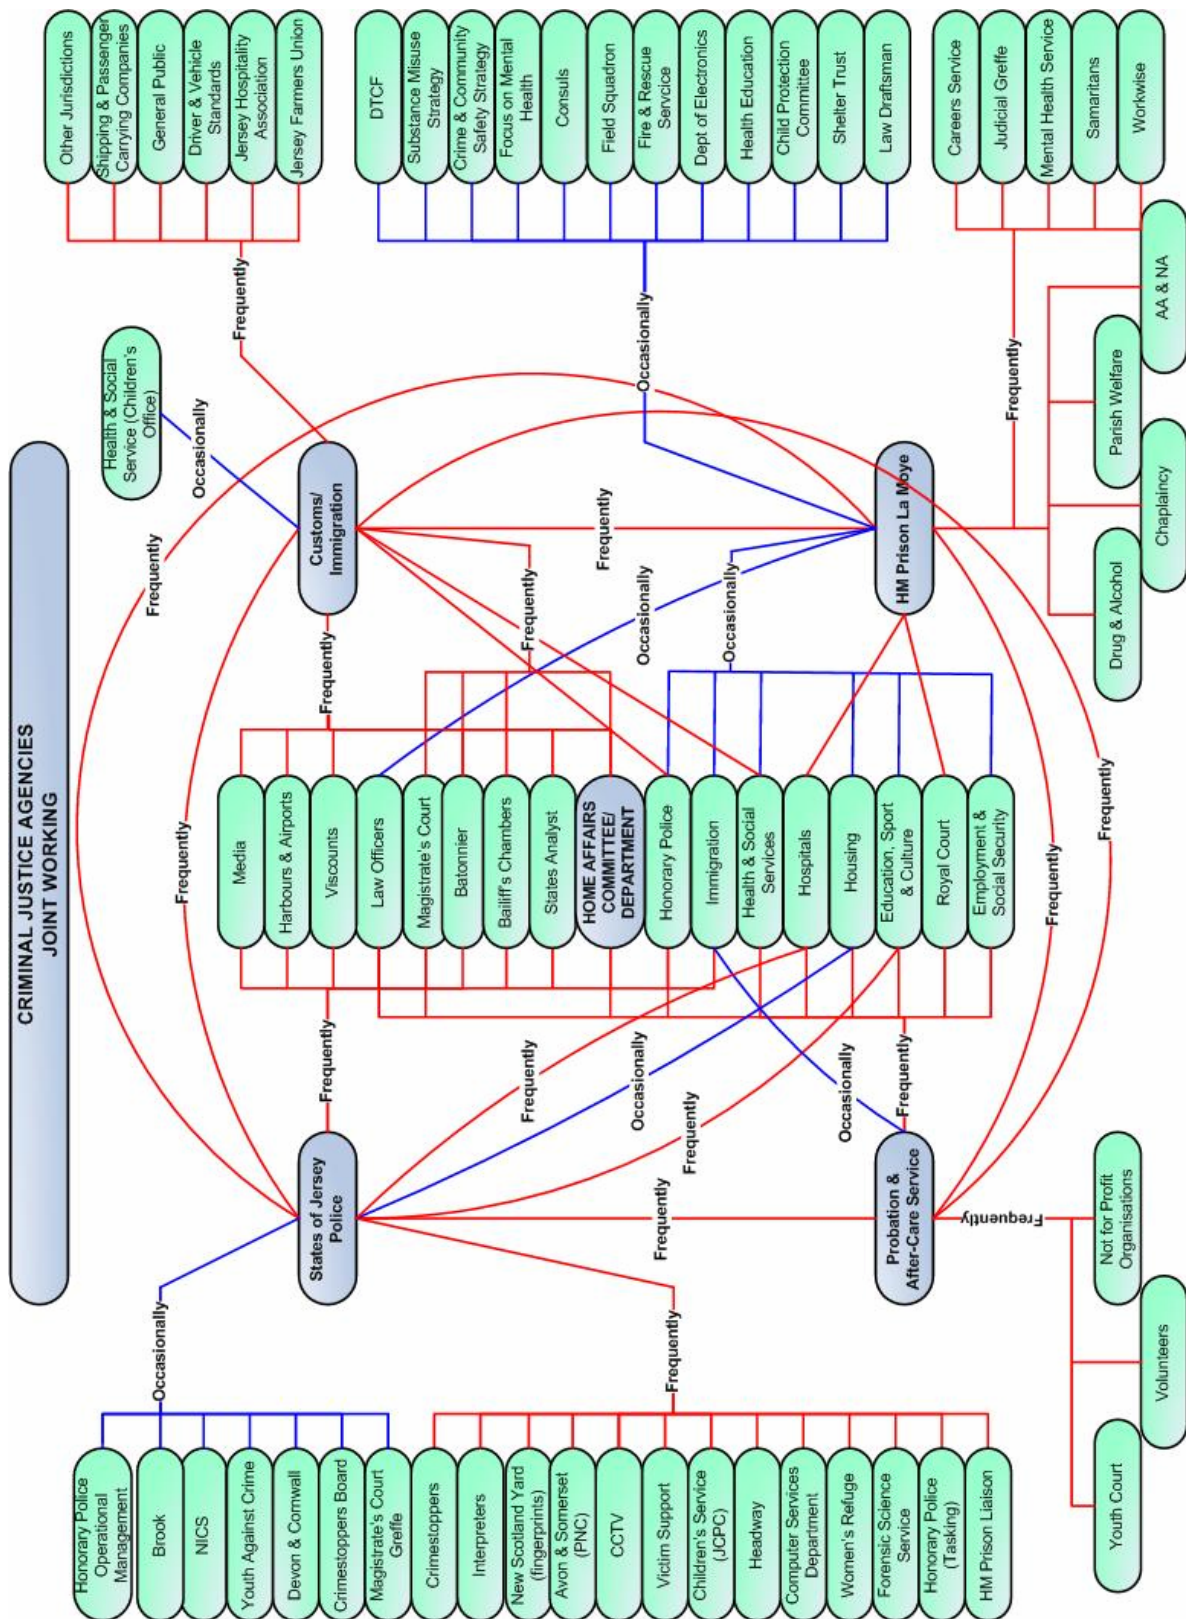 CRIMINAL JUSTICE AGENCIES
JOINT WORKING
Honorary Police
Operational
Management
Brook
NICS
Youth Against Crime
Devon & Cornwall
Crimestoppers Board
Magistrate's Court
Greffe
Occasionally
Crimestoppers
Interpreters
New Scotland Yard
(fingerprints)
Avon & Somerset
(PNC)
CCTV
Victim Support
Children's Service
(JCPC)
Headway
Computer Services
Department
Women's Refuge
Forensic Science
Service
Honorary Police
(Tasking)
HM Prison Liaison
Frequently
States of Jersey
Police
Frequently
Frequently
Frequently
Frequently
Occasionally
Frequently
Frequently
Probation &
After-Care Service
Frequently
Occasionally
Frequently
Youth Court
Volunteers
Not for Profit
Organisations
Media
Harbours & Airports
Viscounts
Law Officers
Magistrate's Court
Batonnier
Bailiff's Chambers
States Analyst
HOME AFFAIRS
COMMITTEE/
DEPARTMENT
Honorary Police
Immigration
Health & Social
Services
Hospitals
Housing
Education, Sport
& Culture
Royal Court
Employment &
Social Security
Frequently
Frequently
Frequently
Frequently
Occasionally
Occasionally
Frequently
Frequently
Customs/
Immigration
Occasionally
Health & Social
Service (Children's
Office)
Frequently
Other Jurisdictions
Shipping & Passenger
Carrying Companies
General Public
Driver & Vehicle
Standards
Jersey Hospitality
Association
Jersey Farmers Union
HM Prison La Moye
Occasionally
DTCF
Substance Misuse
Strategy
Crime & Community
Safety Strategy
Focus on Mental
Health
Consuls
Field Squadron
Fire & Rescue
Servcice
Dept of Electronics
Health Education
Child Protection
Committee
Shelter Trust
Law Draftsman
Frequently
Careers Service
Judicial Greffe
Mental Health Service
Samaritans
Workwise
Drug & Alcohol
Chaplaincy
Parish Welfare
AA & NA